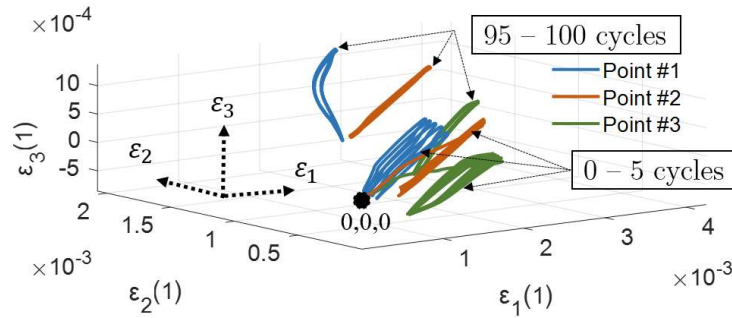 ×10⁻⁴
95 – 100 cycles
Point #1
Point #2
Point #3
10
5
0
-5
ε₃(1)
ε₃
ε₂
ε₁
0 – 5 cycles
0,0,0
2
1.5
1
0.5
×10⁻³
ε₂(1)
1
2
3
4
×10⁻³
ε₁(1)